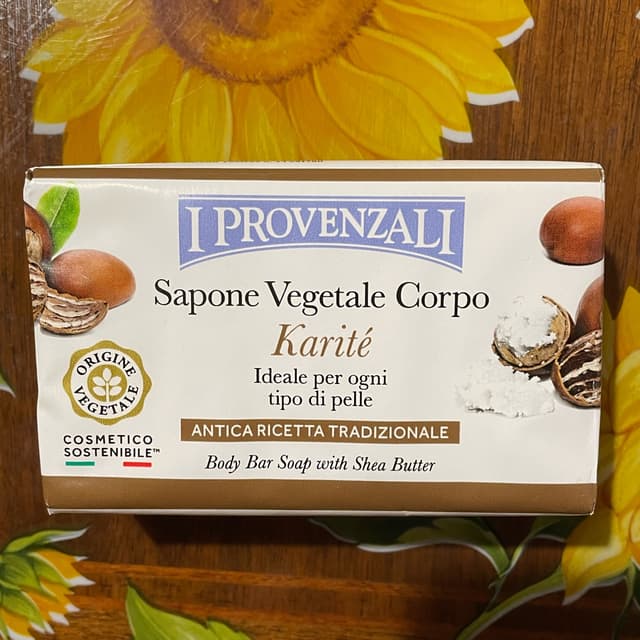 I PROVENZALI
Sapone Vegetale Corpo
Karité
Ideale per ogni
tipo di pelle
ANTICA RICETTA TRADIZIONALE
Body Bar Soap with Shea Butter
ORIGINE
VEGETALE
COSMETICO
SOSTENIBILE™